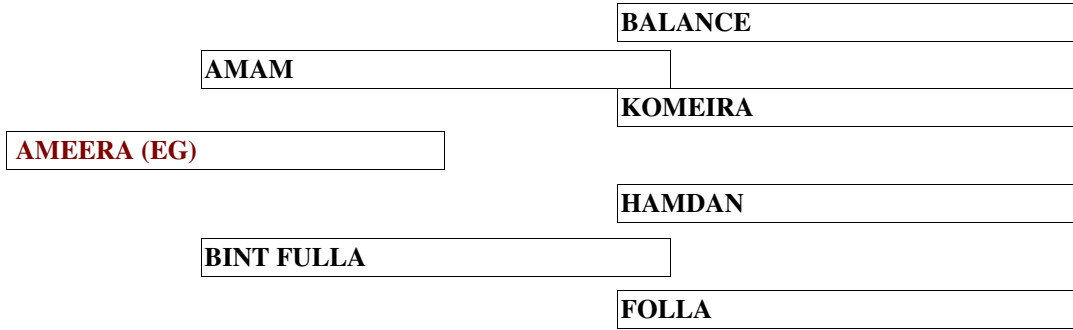 BALANCE
AMAM
KOMEIRA
AMEERA (EG)
HAMDAN
BINT FULLA
FOLLA